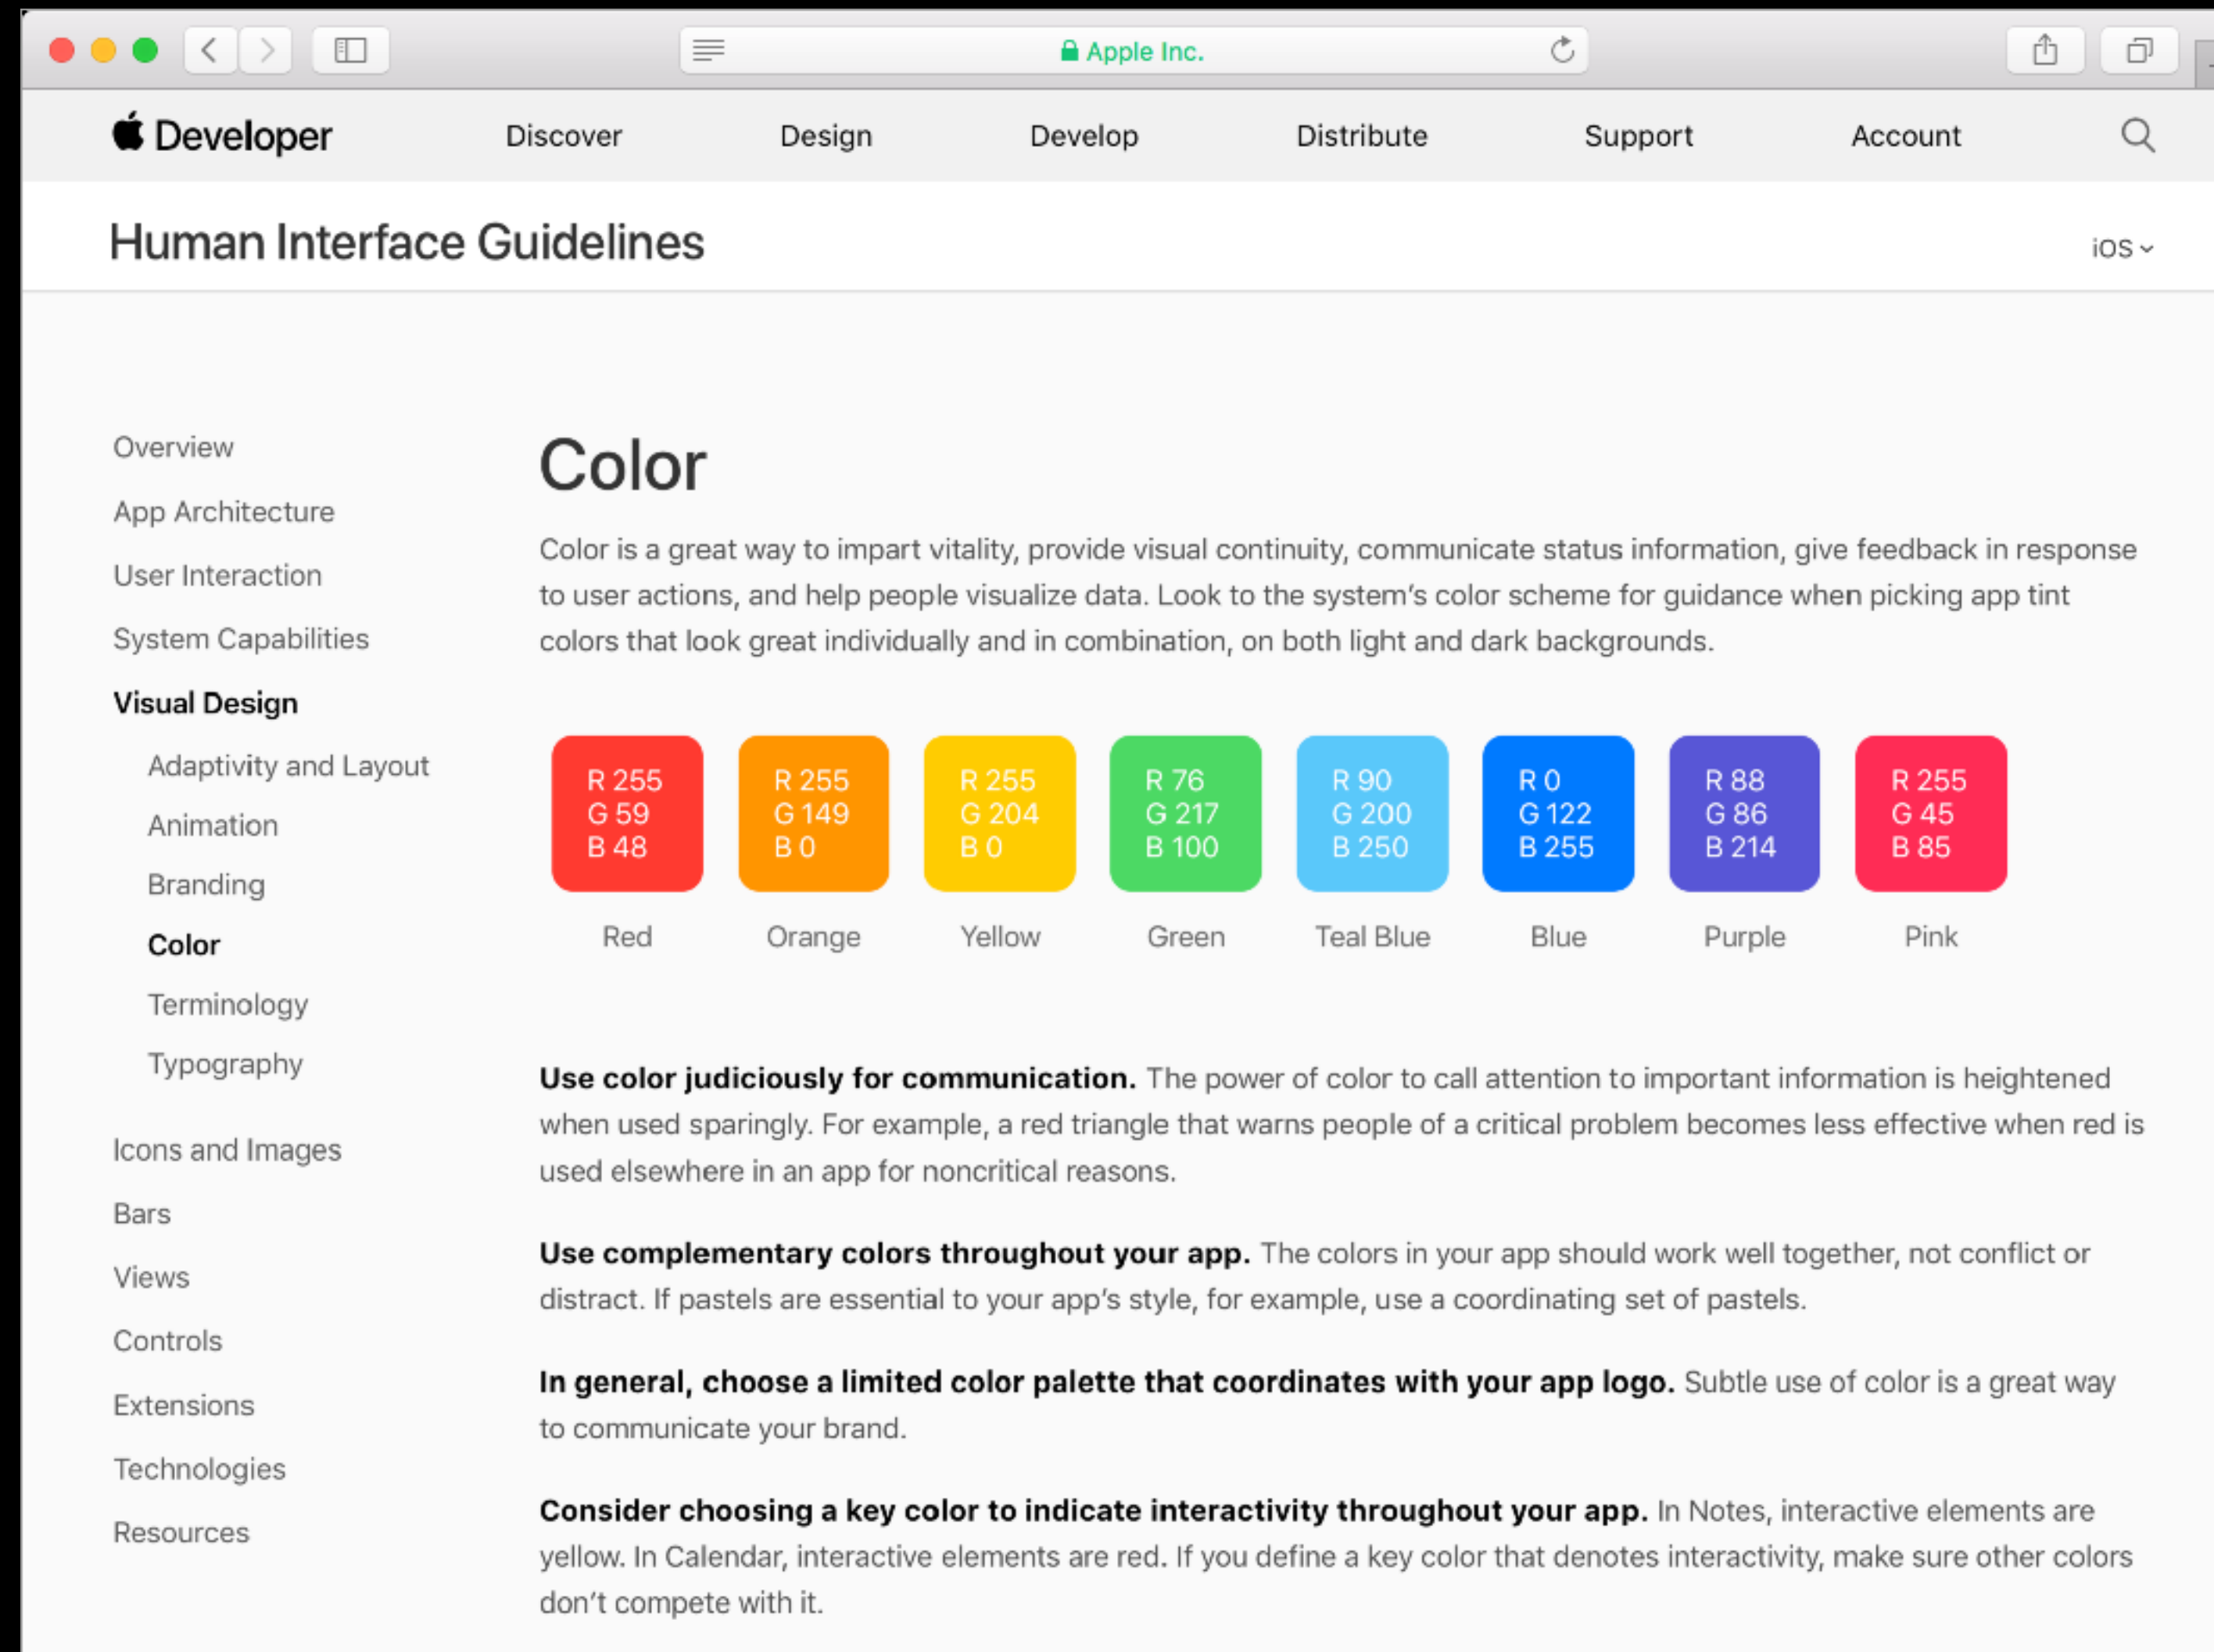 Apple Inc.
Developer
Discover
Design
Develop
Distribute
Support
Account
Human Interface Guidelines
iOS
Overview
App Architecture
User Interaction
System Capabilities
Visual Design
Adaptivity and Layout
Animation
Branding
Color
Terminology
Typography
Icons and Images
Bars
Views
Controls
Extensions
Technologies
Resources
Color
Color is a great way to impart vitality, provide visual continuity, communicate status information, give feedback in response
to user actions, and help people visualize data. Look to the system’s color scheme for guidance when picking app tint
colors that look great individually and in combination, on both light and dark backgrounds.
R 255
G 59
B 48
Red
R 255
G 149
B 0
Orange
R 255
G 204
B 0
Yellow
R 76
G 217
B 100
Green
R 90
G 200
B 250
Teal Blue
R 0
G 122
B 255
Blue
R 88
G 86
B 214
Purple
R 255
G 45
B 85
Pink
Use color judiciously for communication. The power of color to call attention to important information is heightened
when used sparingly. For example, a red triangle that warns people of a critical problem becomes less effective when red is
used elsewhere in an app for noncritical reasons.
Use complementary colors throughout your app. The colors in your app should work well together, not conflict or
distract. If pastels are essential to your app’s style, for example, use a coordinating set of pastels.
In general, choose a limited color palette that coordinates with your app logo. Subtle use of color is a great way
to communicate your brand.
Consider choosing a key color to indicate interactivity throughout your app. In Notes, interactive elements are
yellow. In Calendar, interactive elements are red. If you define a key color that denotes interactivity, make sure other colors
don’t compete with it.